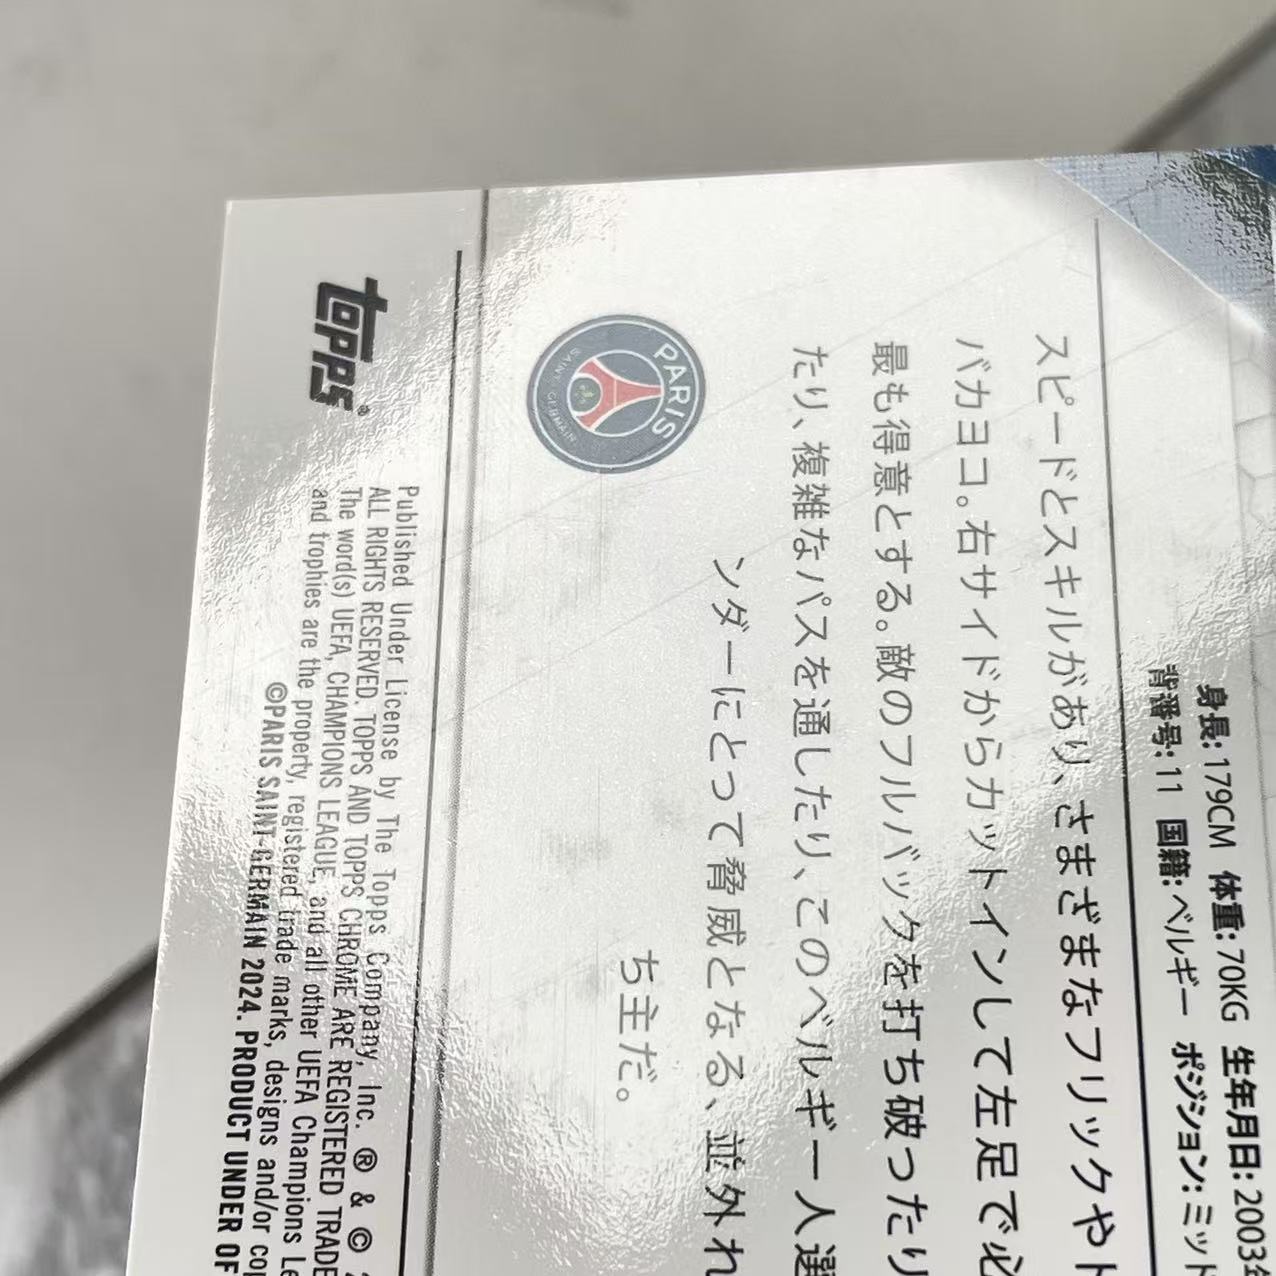 身長: 179CM 体重: 70KG 生年月日: 2003年
背番号: 11 国籍: ベルギー ポジション: ミッド
スピードとスキルがあり、さまざまなフリックやト
バカヨコ。右サイドからカットインして左足で必
最も得意とする。敵のフルバックを打ち破ったり
たり、複雑なパスを通したり、このベルギー人選
ンダーにとって脅威となる、並外れ
ち主だ。
PARIS
SAINT-GERMAIN
topps®
Published Under License by The Topps Company, Inc. ® & ©
ALL RIGHTS RESERVED. TOPPS AND TOPPS CHROME ARE REGISTERED TRADE
The word(s) UEFA, CHAMPIONS LEAGUE, and all other UEFA Champions Le
and trophies are the property, registered trade marks, designs and/or cop
©PARIS SAINT-GERMAIN 2024. PRODUCT UNDER OF